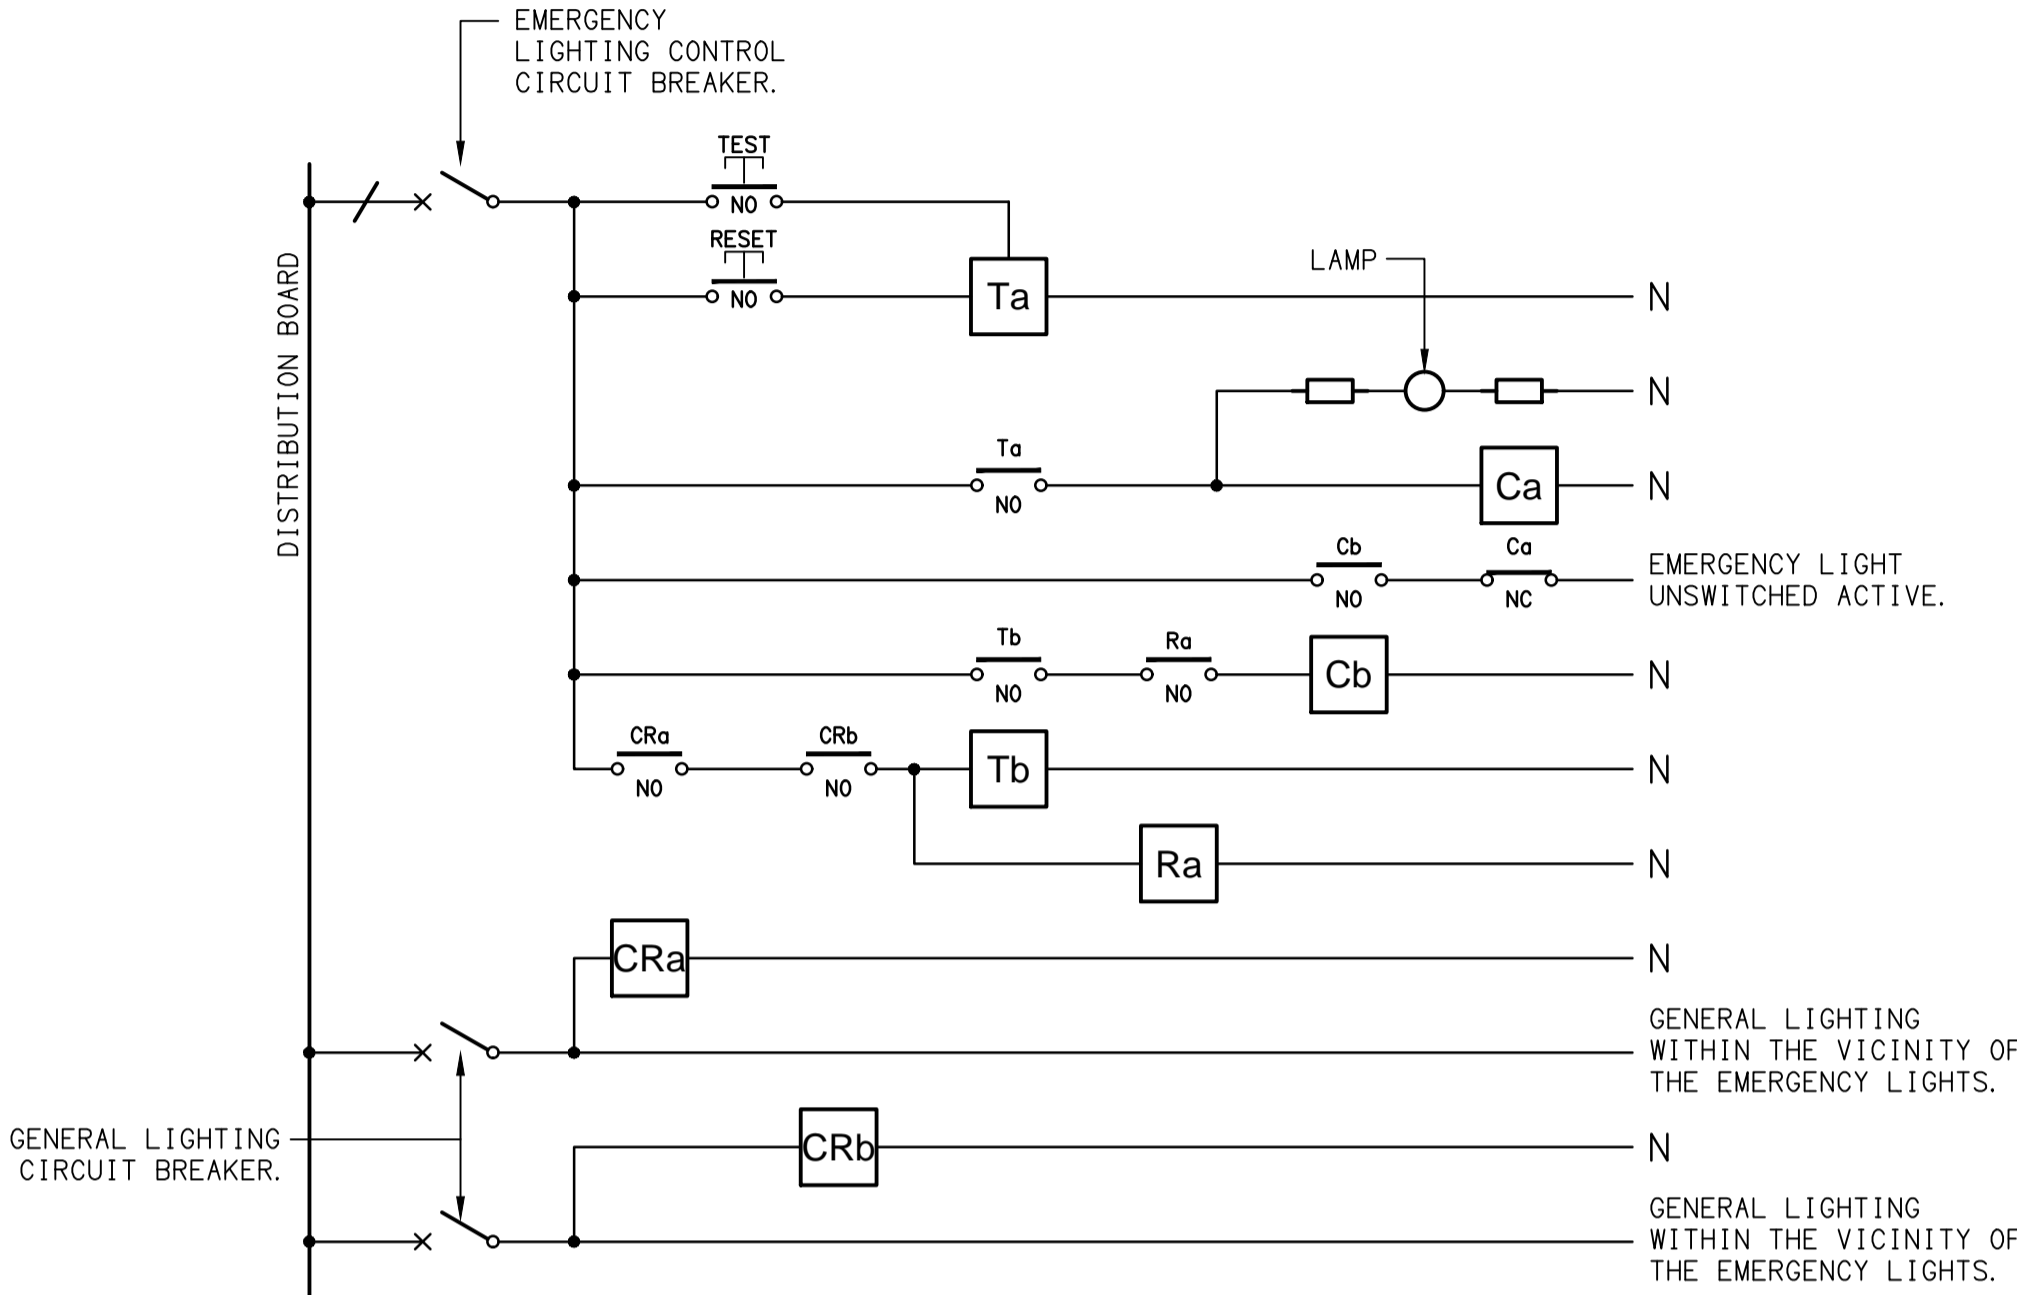 EMERGENCY
LIGHTING CONTROL
CIRCUIT BREAKER.
TEST
NO
RESET
NO
DISTRIBUTION BOARD
Ta
N
LAMP
N
Ta
NO
Ca
N
Cb
NO
Ca
NC
EMERGENCY LIGHT
UNSWITCHED ACTIVE.
Tb
NO
Ra
NO
Cb
N
CRa
NO
CRb
NO
Tb
N
Ra
N
CRa
N
GENERAL LIGHTING
WITHIN THE VICINITY OF
THE EMERGENCY LIGHTS.
GENERAL LIGHTING
CIRCUIT BREAKER.
CRb
N
GENERAL LIGHTING
WITHIN THE VICINITY OF
THE EMERGENCY LIGHTS.